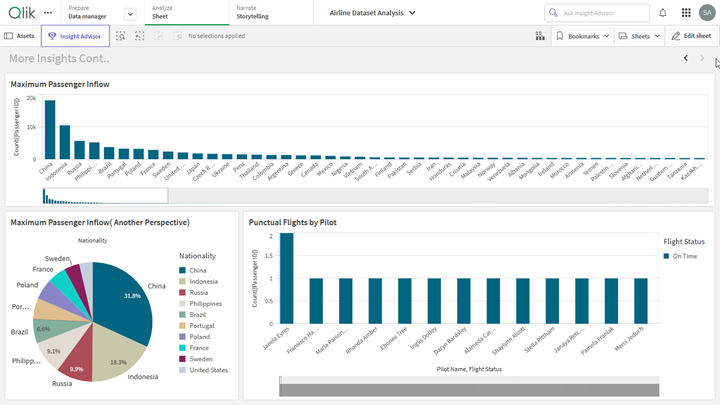 Qlik
Prepare
Data manager
Analyze
Sheet
Narrate
Storytelling
Airline Dataset Analysis
Ask Insight Advisor
SA
Assets
Insight Advisor
No selections applied
Bookmarks
Sheets
Edit sheet
More Insights Cont..
Maximum Passenger Inflow
Count([Passenger ID])
20k
10k
0
China
Indonesia
Russia
Philippi...
Brazil
Portugal
Poland
France
Sweden
United ...
Japan
Czech R...
Ukraine
Peru
Thailand
Colombia
Argentina
Greece
Canada
Mexico
Nigeria
Vietnam
South A...
Finland
Pakistan
Serbia
Iran
Honduras
Croatia
Malaysia
Norway
Venezuela
Albania
Mongolia
Ireland
Morocco
Armenia
Yemen
Palestin...
Slovenia
Afghani...
Netherl...
Guatem...
Tanzania
Kazakh...
Maximum Passenger Inflow( Another Perspective)
Nationality
China
Indonesia
Russia
Philipp...
Brazil
Por...
Poland
France
Sweden
31.8%
18.3%
9.9%
9.1%
6.6%
Nationality
China
Indonesia
Russia
Philippines
Brazil
Portugal
Poland
France
Sweden
United States
Punctual Flights by Pilot
Count([Passenger ID])
2
1.5
1
0.5
0
Janela Eyres
Fransisco Ha...
Marla Parson...
Rhonda Amber
Ebonee Tree
Inglis Dolley
Daryn Bardsley
Alameda Car...
Shaylynn Alcott
Stella Pittham
Janaya Retc...
Pamela Franiak
Merci Jeduch
Pilot Name, Flight Status
Flight Status
On Time